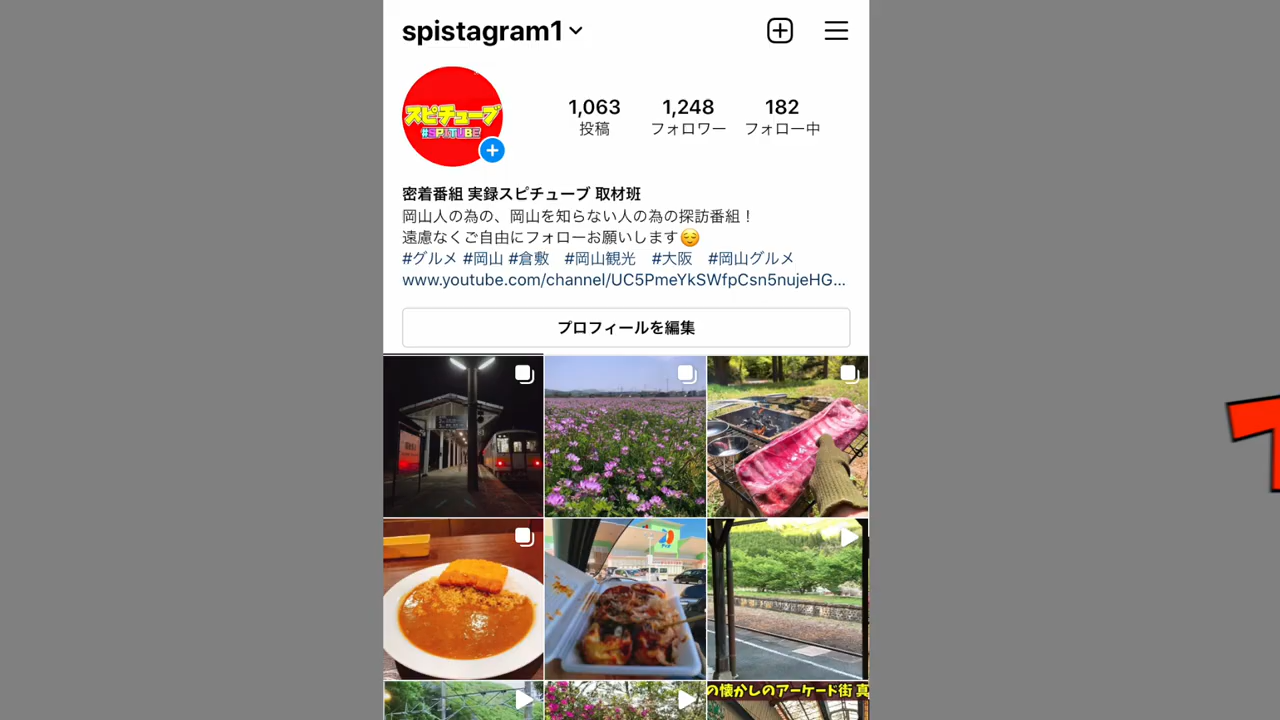 spistagram1
スピチューブ
#SPITUBE
1,063
投稿
1,248
フォロワー
182
フォロー中
密着番組 実録スピチューブ 取材班
岡山人の為の、岡山を知らない人の為の探訪番組！
遠慮なくご自由にフォローお願いします😌
#グルメ #岡山 #倉敷　#岡山観光　#大阪　#岡山グルメ
www.youtube.com/channel/UC5PmeYkSWfpCsn5nujeHG...
プロフィールを編集
の懐かしのアーケード街 真